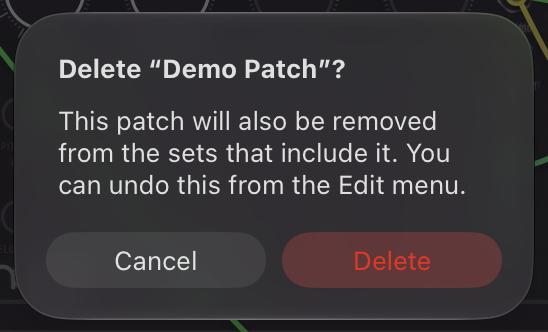 Delete “Demo Patch”?
This patch will also be removed
from the sets that include it. You
can undo this from the Edit menu.
Cancel
Delete